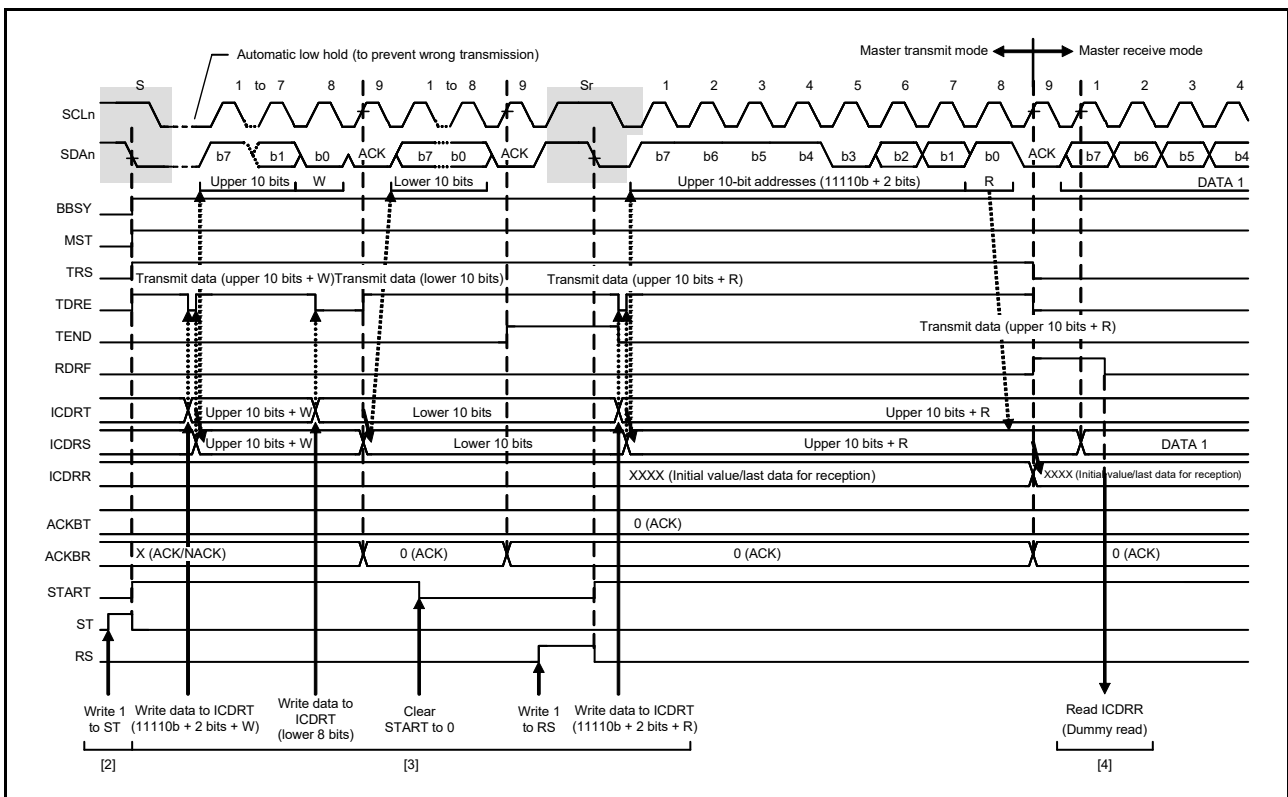 Automatic low hold (to prevent wrong transmission)
Master transmit mode Master receive mode
S 1 to 7 8 9 1 to 8 9 Sr 1 2 3 4 5 6 7 8 9 1 2 3 4
SCLn
SDAn b7 b1 b0 ACK b7 b0 ACK b7 b6 b5 b4 b3 b2 b1 b0 ACK b7 b6 b5 b4
Upper 10 bits W Lower 10 bits Upper 10-bit addresses (11110b + 2 bits) R DATA 1
BBSY
MST
TRS
Transmit data (upper 10 bits + W) Transmit data (lower 10 bits) Transmit data (upper 10 bits + R)
TDRE
Transmit data (upper 10 bits + R)
TEND
RDRF
ICDRT Upper 10 bits + W Lower 10 bits Upper 10 bits + R
ICDRS Upper 10 bits + W Lower 10 bits Upper 10 bits + R DATA 1
ICDRR XXXX (Initial value/last data for reception) XXXX (Initial value/last data for reception)
ACKBT 0 (ACK)
ACKBR X (ACK/NACK) 0 (ACK) 0 (ACK) 0 (ACK)
START
ST
RS
Write 1
to ST
Write data to ICDRT
(11110b + 2 bits + W)
Write data to
ICDRT
(lower 8 bits)
Clear
START to 0
Write 1
to RS
Write data to ICDRT
(11110b + 2 bits + R)
Read ICDRR
(Dummy read)
[2] [3] [4]